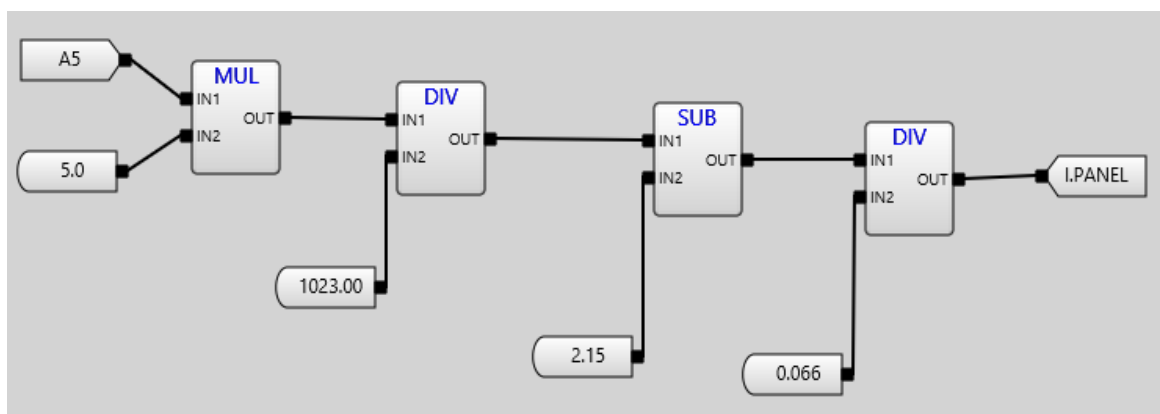 A5
5.0
MUL
IN1
IN2
OUT
DIV
IN1
IN2
OUT
1023.00
SUB
IN1
IN2
OUT
2.15
DIV
IN1
IN2
OUT
0.066
I.PANEL